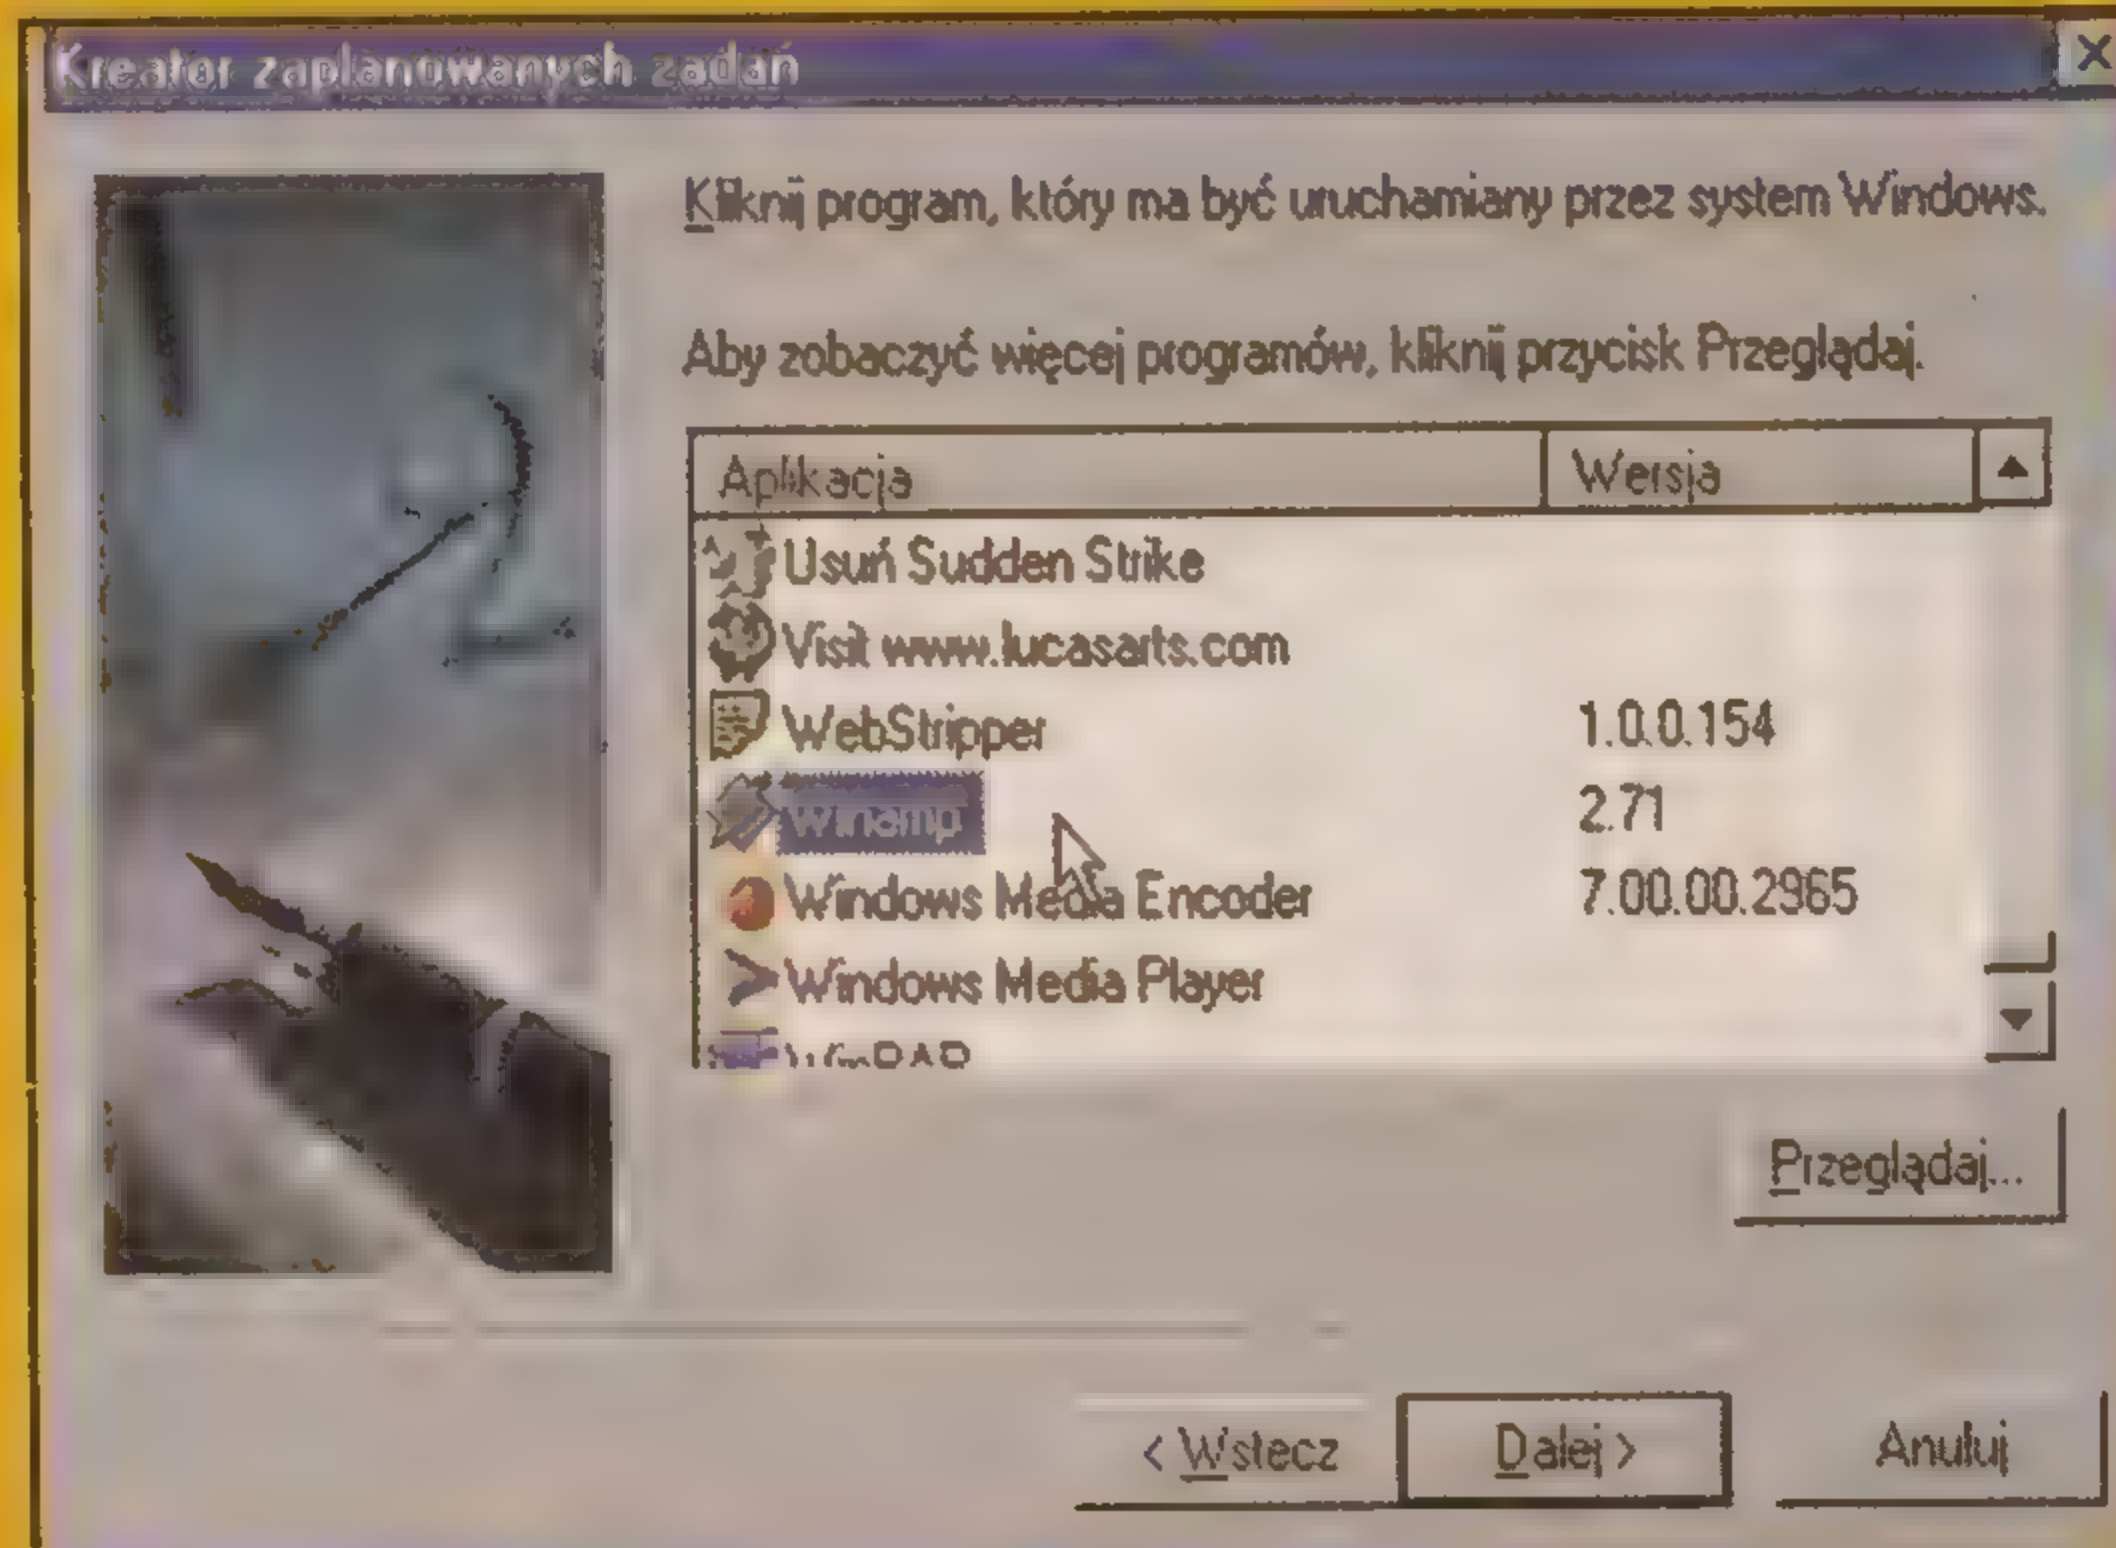 Kreator zaplanowanych zadań
Kliknij program, który ma być uruchamiany przez system Windows.
Aby zobaczyć więcej programów, kliknij przycisk Przeglądaj.
Aplikacja Wersja
Usuń Sudden Strike
Visit www.lucasarts.com
WebStripper 1.0.0.154
Winamp 2.71
Windows Media Encoder 7.00.00.2965
Windows Media Player
Przeglądaj...
< Wstecz Dalej > Anuluj